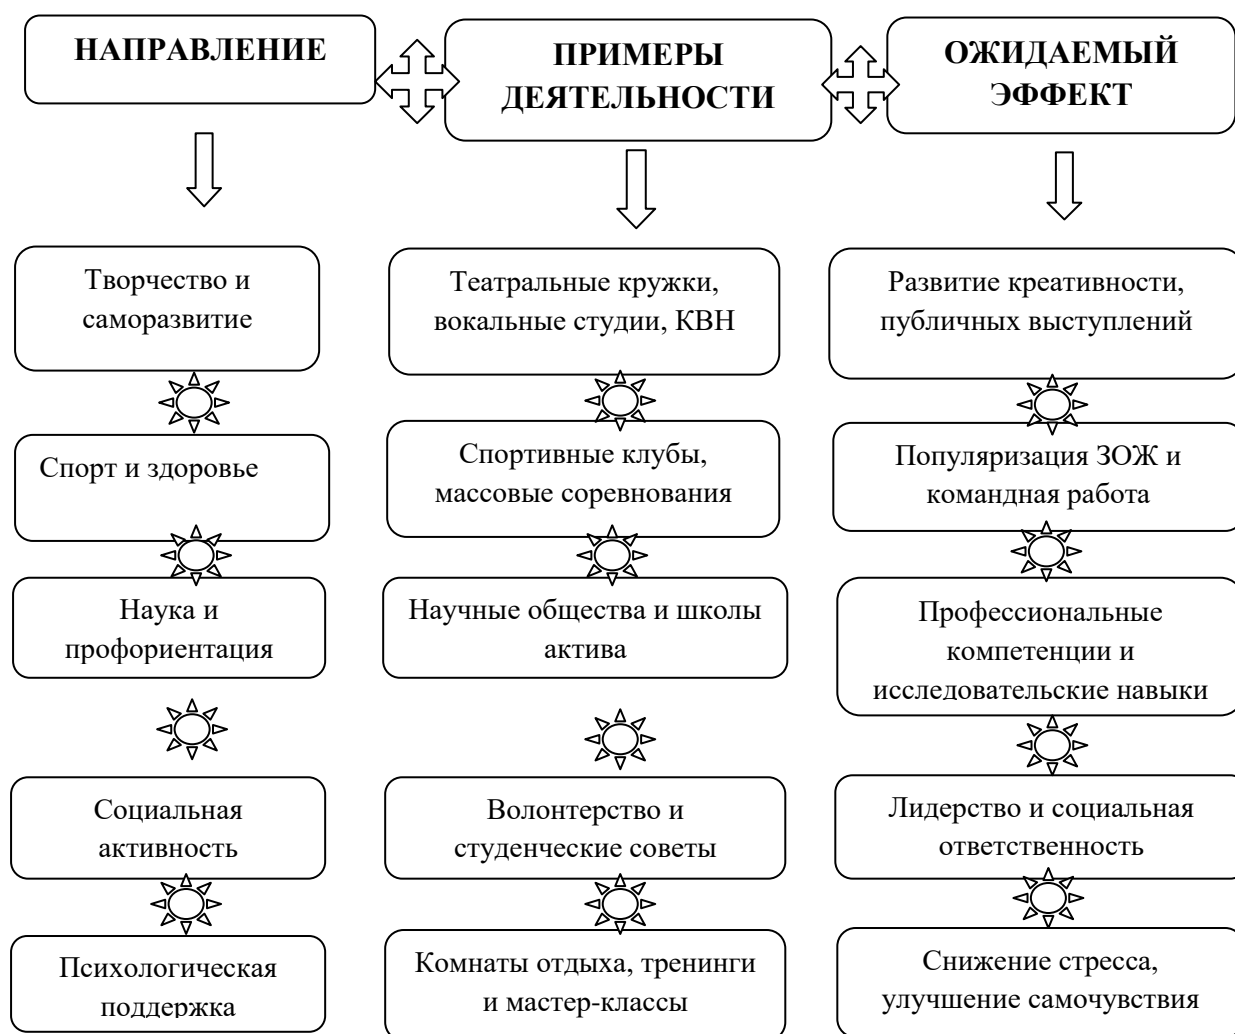 НАПРАВЛЕНИЕ
ПРИМЕРЫ
ДЕЯТЕЛЬНОСТИ
ОЖИДАЕМЫЙ
ЭФФЕКТ
Творчество и
саморазвитие
Театральные кружки,
вокальные студии, КВН
Развитие креативности,
публичных выступлений
Спорт и здоровье
Спортивные клубы,
массовые соревнования
Популяризация ЗОЖ и
командная работа
Наука и
профориентация
Научные общества и школы
актива
Профессиональные
компетенции и
исследовательские навыки
Социальная
активность
Волонтерство и
студенческие советы
Лидерство и социальная
ответственность
Психологическая
поддержка
Комнаты отдыха, тренинги
и мастер-классы
Снижение стресса,
улучшение самочувствия